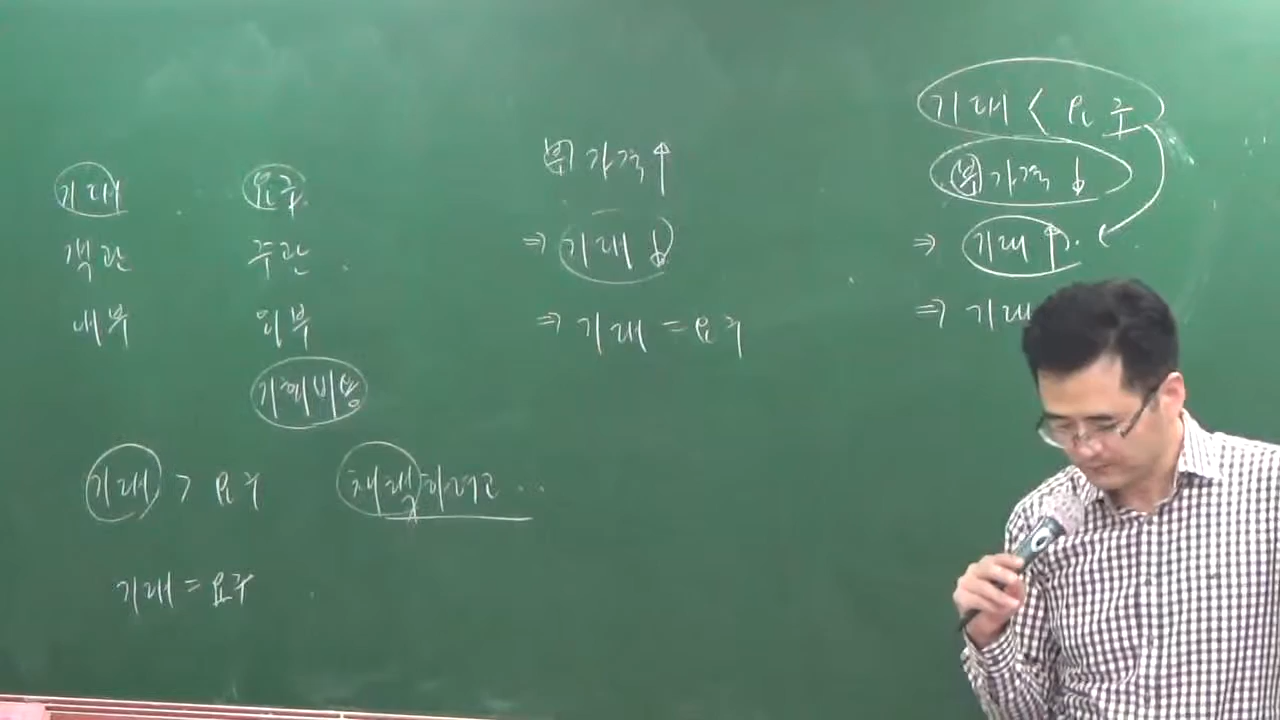 기대 요구
객관 주관
내부 외부
기회비용
기대 > 요구 채택하려고 ...
기대 = 요구
부 가격 ↑
⇒ 기대 ↓
⇒ 기대 = 요구
기대 < 요구
부 가격 ↓
⇒ 기대 ↑
⇒ 기대